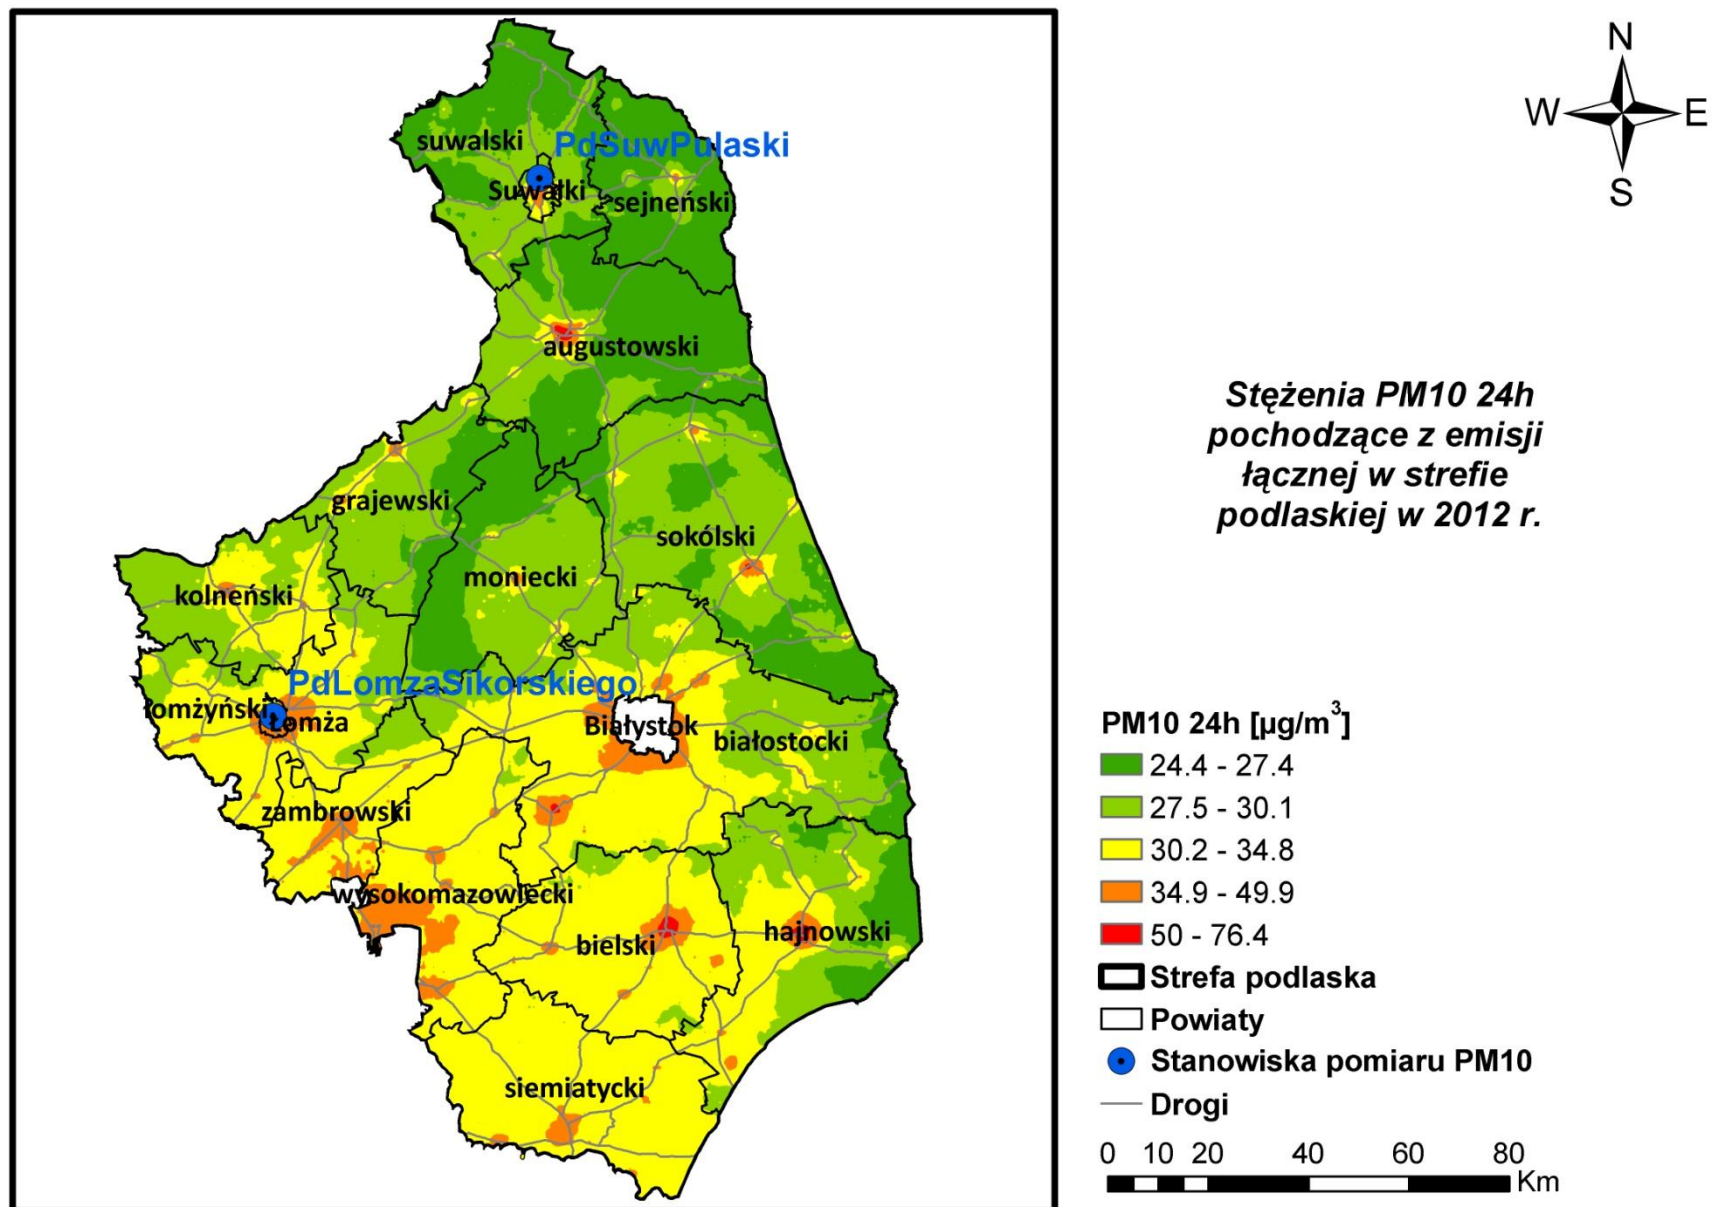 N
W E
S
suwalski
PdSuwPulaski
Suwałki
sejneński
augustowski
grajewski
sokólski
moniecki
kolneński
PdLomzaSikorskiego
łomżyński
Łomża
Białystok
białostocki
zambrowski
wysokomazowiecki
bielski
hajnowski
siemiatycki
Stężenia PM10 24h
pochodzące z emisji
łącznej w strefie
podlaskiej w 2012 r.
PM10 24h [µg/m³]
24.4 - 27.4
27.5 - 30.1
30.2 - 34.8
34.9 - 49.9
50 - 76.4
Strefa podlaska
Powiaty
Stanowiska pomiaru PM10
Drogi
0 10 20 40 60 80
Km